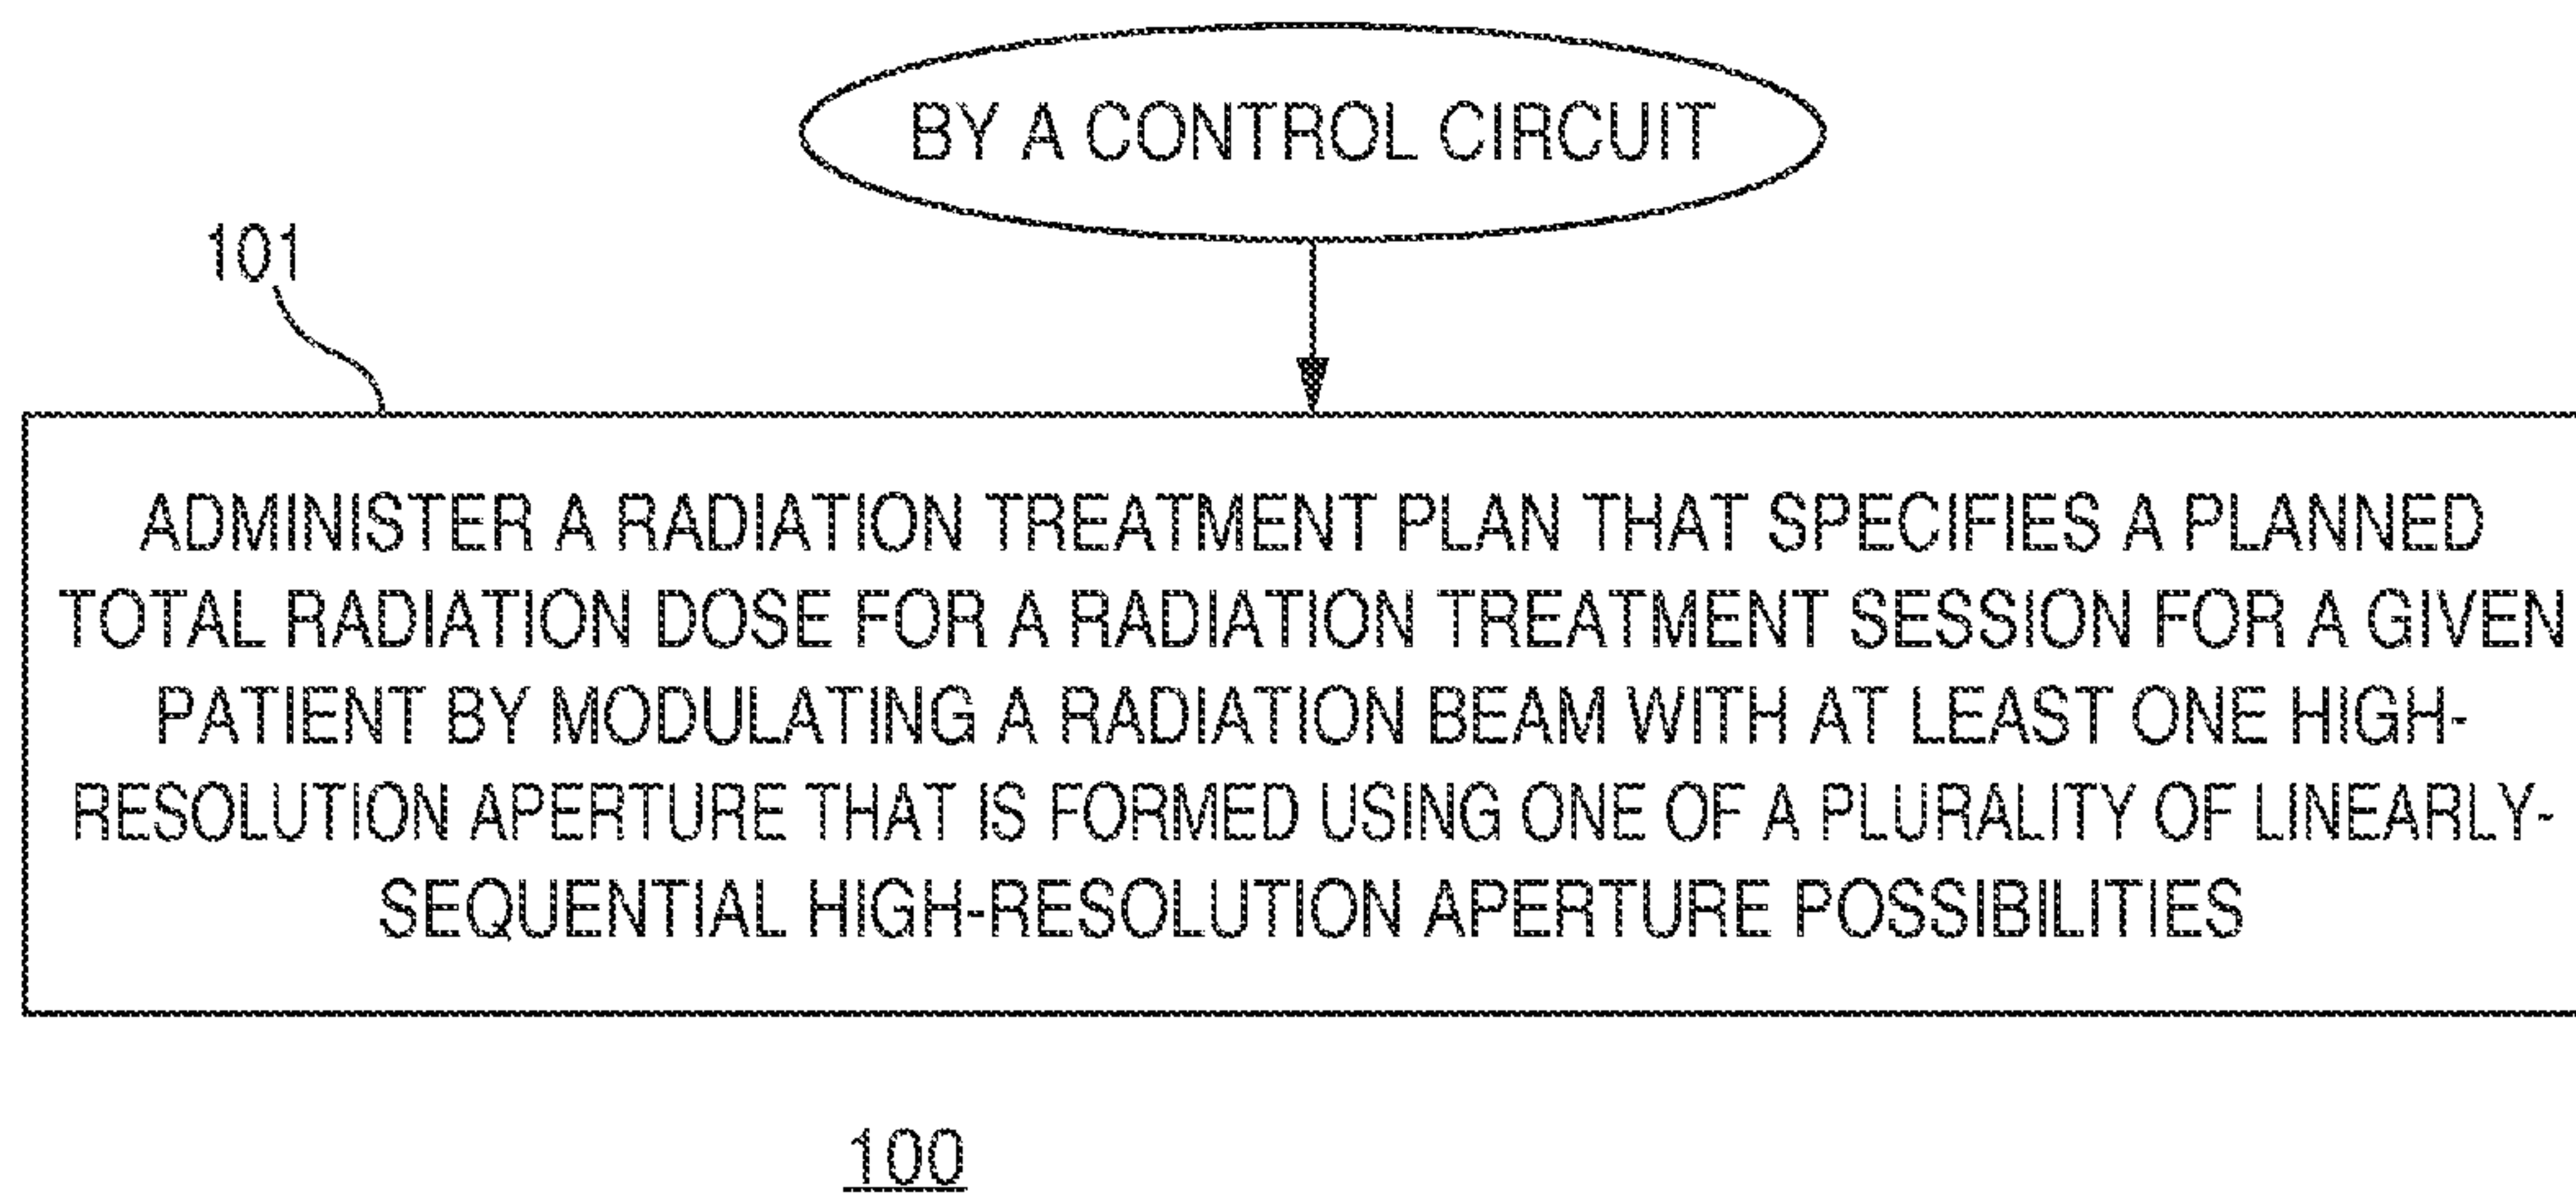 BY A CONTROL CIRCUIT
101
ADMINISTER A RADIATION TREATMENT PLAN THAT SPECIFIES A PLANNED
TOTAL RADIATION DOSE FOR A RADIATION TREATMENT SESSION FOR A GIVEN
PATIENT BY MODULATING A RADIATION BEAM WITH AT LEAST ONE HIGH-
RESOLUTION APERTURE THAT IS FORMED USING ONE OF A PLURALITY OF LINEARLY-
SEQUENTIAL HIGH-RESOLUTION APERTURE POSSIBILITIES
100